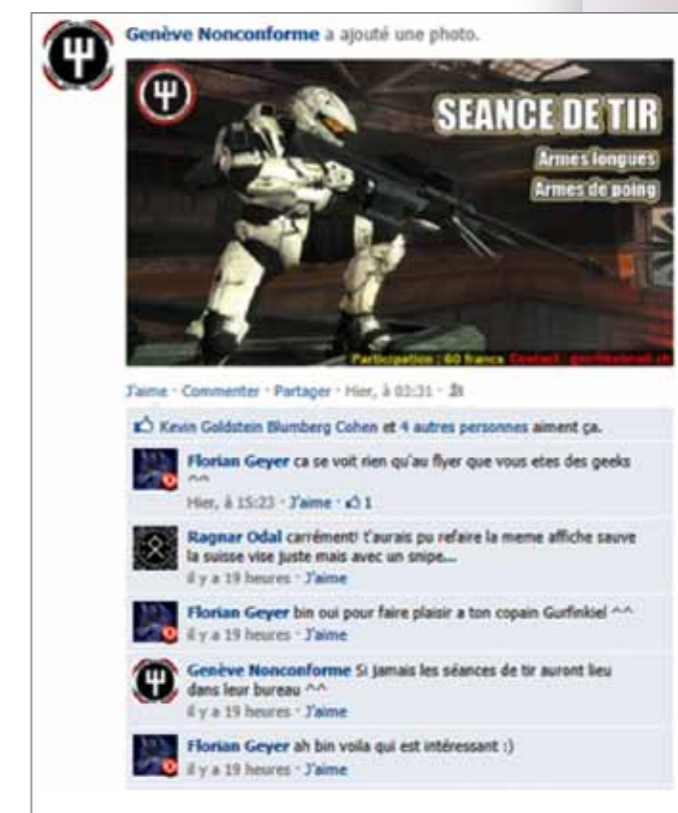 Genève Nonconforme a ajouté une photo.
SEANCE DE TIR
Armes longues
Armes de poing
Participation : 60 francs Contact :
J'aime · Commenter · Partager · Hier, à 03:31 ·
Kevin Goldstein Blumberg Cohen et 4 autres personnes aiment ça.
Florian Geyer ca se voit rien qu'au flyer que vous etes des geeks
^^
Hier, à 15:23 · J'aime · 1
Ragnar Odal carrément! t'aurais pu refaire la meme affiche sauve
la suisse vise juste mais avec un snipe...
il y a 19 heures · J'aime
Florian Geyer bin oui pour faire plaisir a ton copain Gurfinkiel ^^
il y a 19 heures · J'aime
Genève Nonconforme Si jamais les séances de tir auront lieu
dans leur bureau ^^
il y a 19 heures · J'aime
Florian Geyer ah bin voila qui est intéressant :)
il y a 19 heures · J'aime